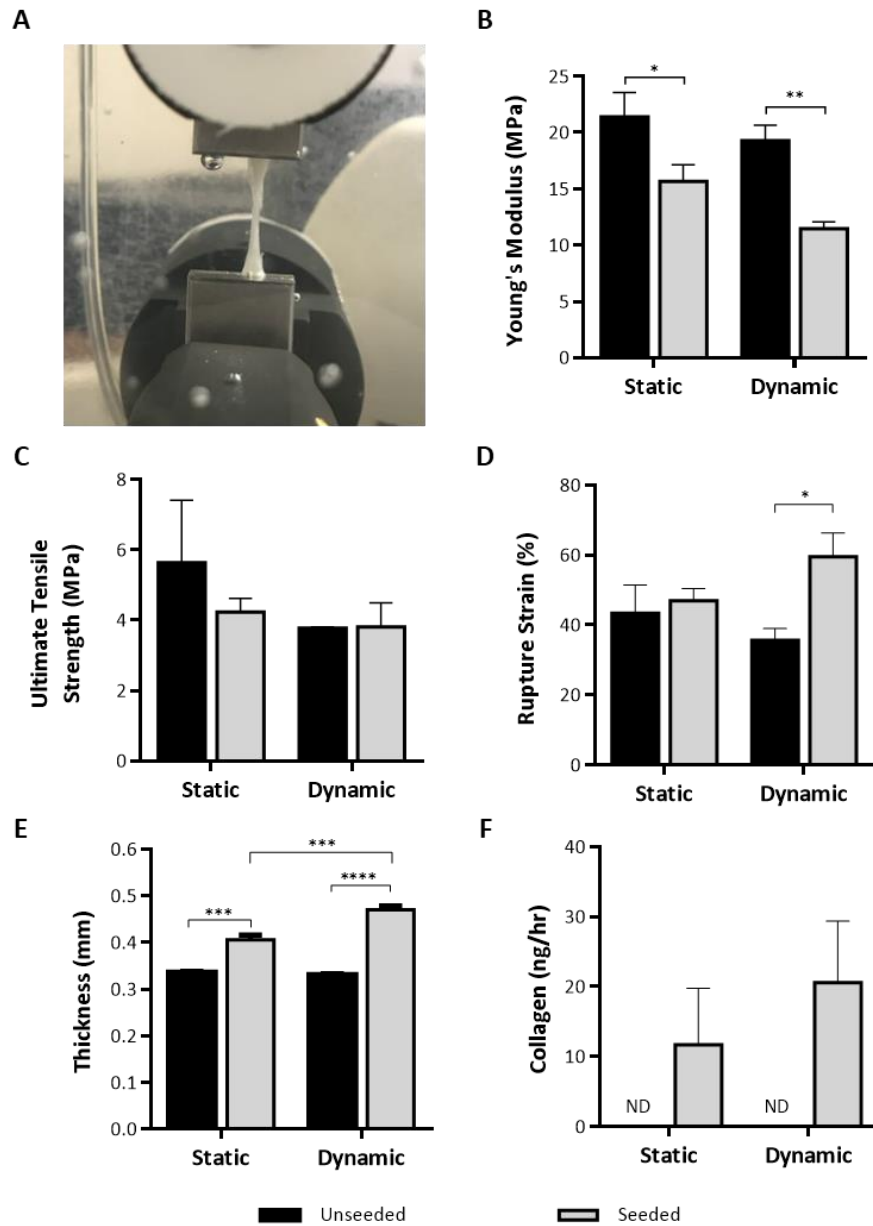 A
B
Young's Modulus (MPa)
25
20
15
10
5
0
*
**
Static Dynamic
C
Ultimate Tensile
Strength (MPa)
8
6
4
2
0
Static Dynamic
D
Rupture Strain (%)
80
60
40
20
0
*
Static Dynamic
E
Thickness (mm)
0.6
0.5
0.4
0.3
0.2
0.1
0.0
***
***
****
Static Dynamic
F
Collagen (ng/hr)
40
30
20
10
0
ND ND
Static Dynamic
Unseeded Seeded